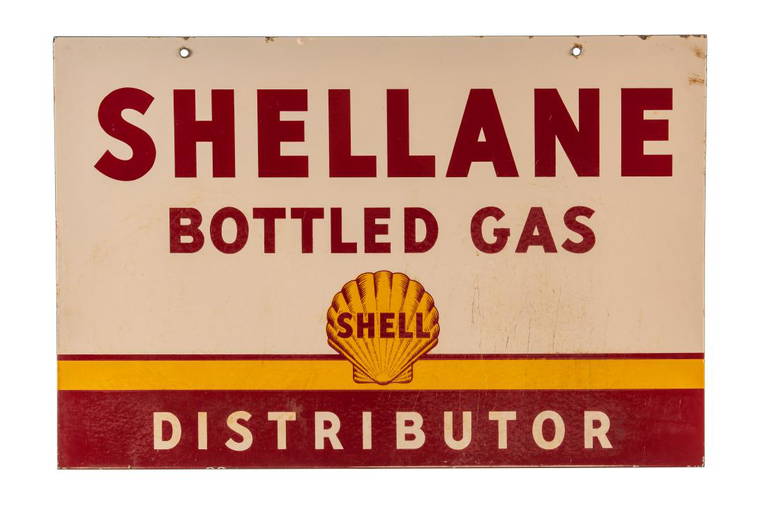 SHELLANE
BOTTLED GAS
SHELL
DISTRIBUTOR